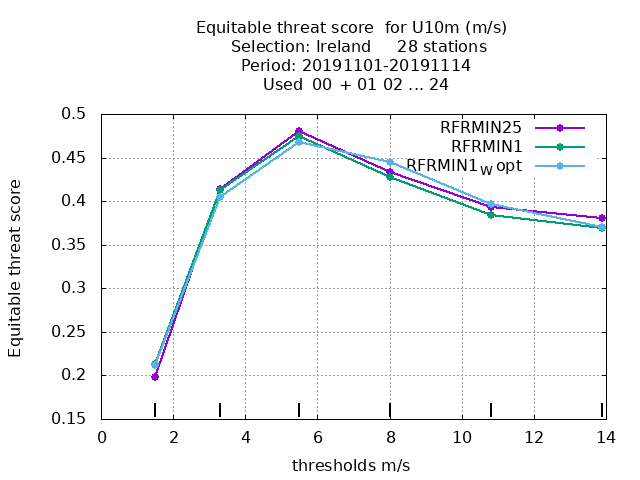 Equitable threat score  for U10m (m/s)
Selection: Ireland     28 stations
Period: 20191101-20191114
Used  00 + 01 02 ... 24
RFRMIN25
RFRMIN1
RFRMIN1W opt
Equitable threat score
0.5
0.45
0.4
0.35
0.3
0.25
0.2
0.15
0 2 4 6 8 10 12 14
thresholds m/s